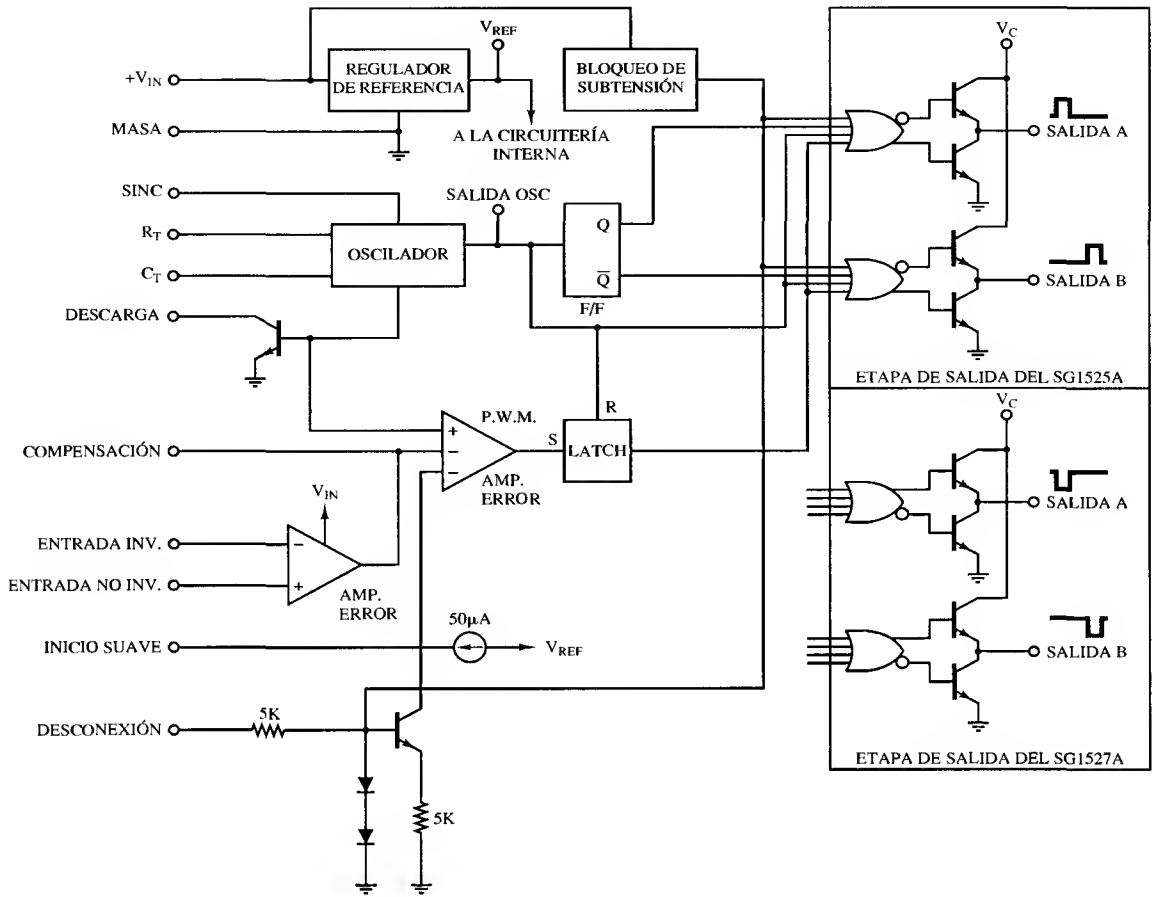 V_REF
V_C
+V_IN
REGULADOR
DE REFERENCIA
BLOQUEO DE
SUBTENSIÓN
MASA
A LA CIRCUITERÍA
INTERNA
SALIDA A
SINC
SALIDA OSC
R_T
OSCILADOR
Q
C_T
Q̅
SALIDA B
F/F
DESCARGA
ETAPA DE SALIDA DEL SG1525A
V_C
P.W.M.
R
+
COMPENSACIÓN
−
S
LATCH
−
AMP.
ERROR
V_IN
SALIDA A
ENTRADA INV.
−
ENTRADA NO INV.
+
AMP.
ERROR
50µA
INICIO SUAVE
V_REF
SALIDA B
DESCONEXIÓN
5K
5K
ETAPA DE SALIDA DEL SG1527A